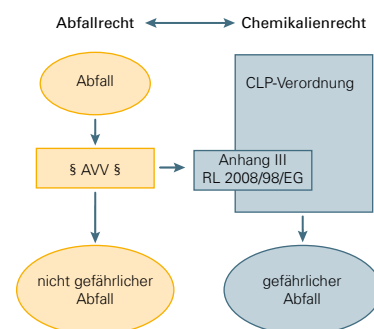 Abfallrecht Chemikalienrecht
Abfall
CLP-Verordnung
§ AVV §
Anhang III
RL 2008/98/EG
nicht gefährlicher
Abfall
gefährlicher
Abfall